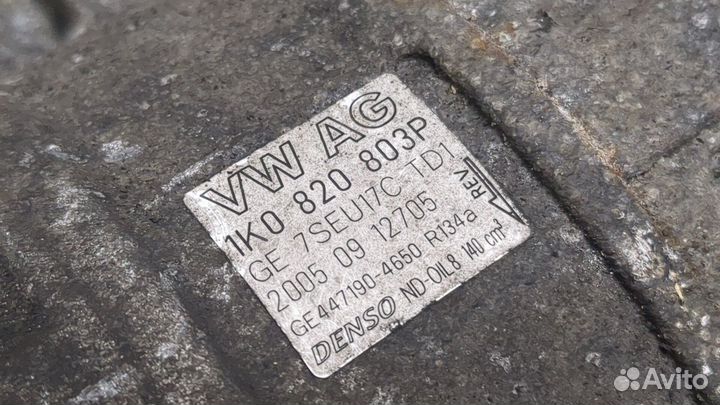 VW AG
1K0 820 803P
GE 7SEU17C TD1
2005 09 12705
GE447190-4650 R134a
DENSO ND-OIL8 140 cm³
REV
Avito